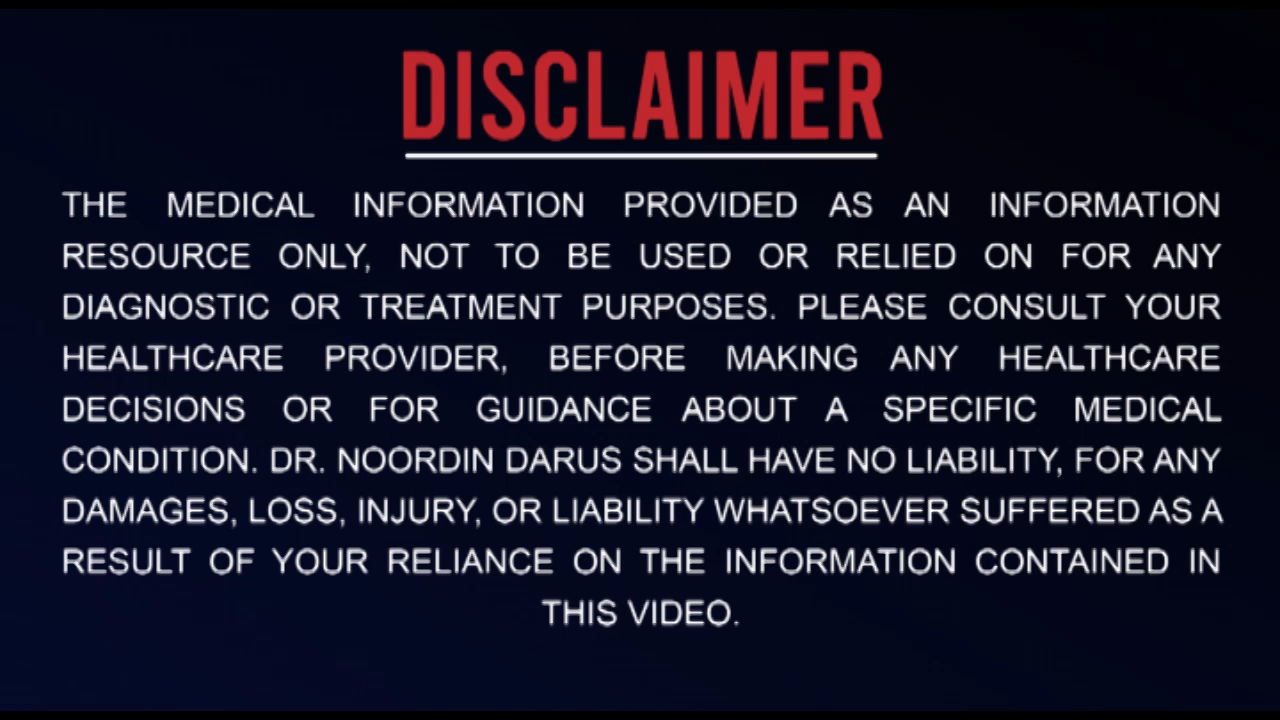 DISCLAIMER
THE MEDICAL INFORMATION PROVIDED AS AN INFORMATION
RESOURCE ONLY, NOT TO BE USED OR RELIED ON FOR ANY
DIAGNOSTIC OR TREATMENT PURPOSES. PLEASE CONSULT YOUR
HEALTHCARE PROVIDER, BEFORE MAKING ANY HEALTHCARE
DECISIONS OR FOR GUIDANCE ABOUT A SPECIFIC MEDICAL
CONDITION. DR. NOORDIN DARUS SHALL HAVE NO LIABILITY, FOR ANY
DAMAGES, LOSS, INJURY, OR LIABILITY WHATSOEVER SUFFERED AS A
RESULT OF YOUR RELIANCE ON THE INFORMATION CONTAINED IN
THIS VIDEO.